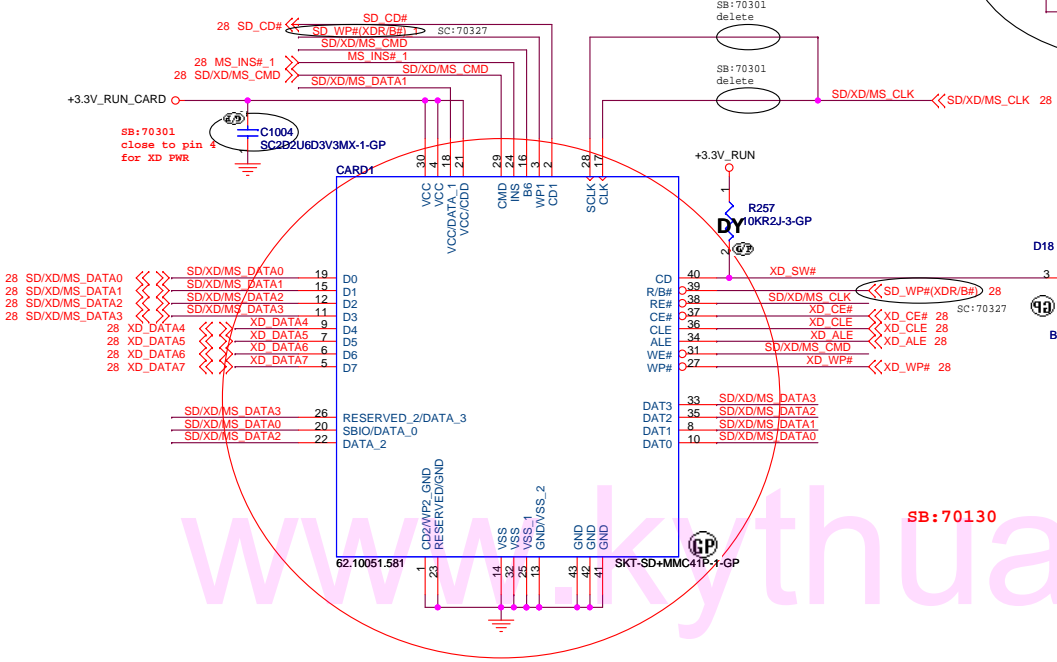 SB:70301
delete
SD_CD#
28 SD_CD#
SD_WP#(XDR/B#)_1
SC:70327
SD/XD/MS_CMD
MS_INS#_1
28 MS_INS#_1
SD/XD/MS_CMD
28 SD/XD/MS_CMD
SD/XD/MS_DATA1
SB:70301
delete
+3.3V_RUN_CARD
SD/XD/MS_CLK
SD/XD/MS_CLK 28
SB:70301
close to pin 4
for XD PWR
C1004
SC2D2U6D3V3MX-1-GP
+3.3V_RUN
1
R257
10KR2J-3-GP
DY
2
G/P
CARD1
30 4 18 21 29 24 16 3 2 28 17
VCC
VCC
VCC/DATA_1
VCC/CDD
CMD
INS
B6
WP1
CD1
SCLK
CLK
D18
3
28 SD/XD/MS_DATA0 SD/XD/MS_DATA0 19 D0
28 SD/XD/MS_DATA1 SD/XD/MS_DATA1 15 D1
28 SD/XD/MS_DATA2 SD/XD/MS_DATA2 12 D2
28 SD/XD/MS_DATA3 SD/XD/MS_DATA3 11 D3
28 XD_DATA4 XD_DATA4 9 D4
28 XD_DATA5 XD_DATA5 7 D5
28 XD_DATA6 XD_DATA6 6 D6
28 XD_DATA7 XD_DATA7 5 D7
CD 40 XD_SW#
R/B# 39 SD_WP#(XDR/B#) 28
SC:70327
RE# 38 SD/XD/MS_CLK
CE# 37 XD_CE# XD_CE# 28
CLE 36 XD_CLE XD_CLE 28
ALE 34 XD_ALE XD_ALE 28
WE# 31 SD/XD/MS_CMD
WP# 27 XD_WP# XD_WP# 28
B
SD/XD/MS_DATA3 26 RESERVED_2/DATA_3
SD/XD/MS_DATA0 20 SBIO/DATA_0
SD/XD/MS_DATA2 22 DATA_2
DAT3 33 SD/XD/MS_DATA3
DAT2 35 SD/XD/MS_DATA2
DAT1 8 SD/XD/MS_DATA1
DAT0 10 SD/XD/MS_DATA0
CD2/WP2_GND
RESERVED/GND
VSS
VSS
VSS_1
GND/VSS_2
GND
GND
GND
1 23 14 32 25 13 43 42 41
SB:70130
GP
62.10051.581
SKT-SD+MMC41P-1-GP
www.kythua